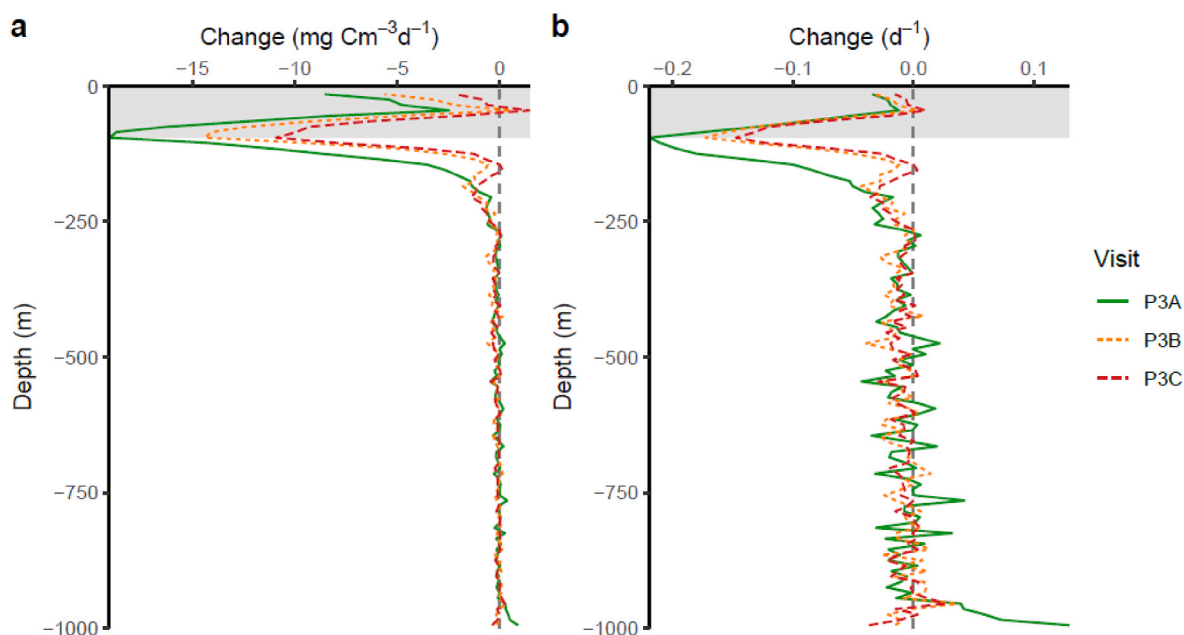 a
Change (mg Cm⁻³d⁻¹)
−15 −10 −5 0
0
−250
−500
−750
−1000
Depth (m)
b
Change (d⁻¹)
−0.2 −0.1 0.0 0.1
0
−250
−500
−750
−1000
Depth (m)
Visit
P3A
P3B
P3C